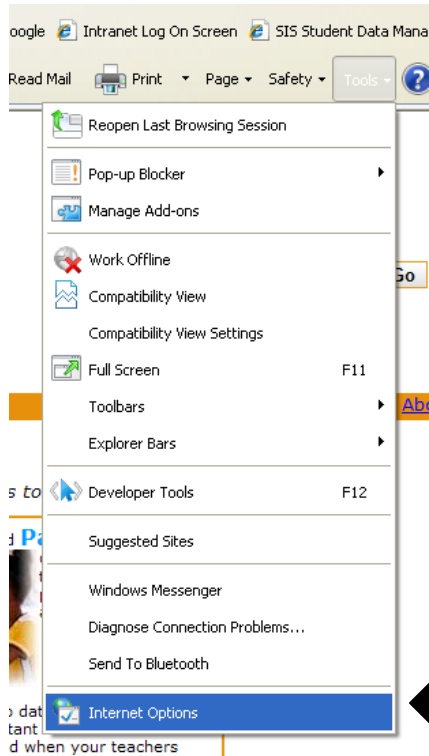 oogle Intranet Log On Screen SIS Student Data Mana
Read Mail Print Page Safety Tools
Reopen Last Browsing Session
Pop-up Blocker
Manage Add-ons
Work Offline
Go
Compatibility View
Compatibility View Settings
Full Screen F11
Toolbars
Abo
Explorer Bars
s to
Developer Tools F12
Suggested Sites
Windows Messenger
Diagnose Connection Problems...
Send To Bluetooth
Internet Options
dat
tant
d when your teachers